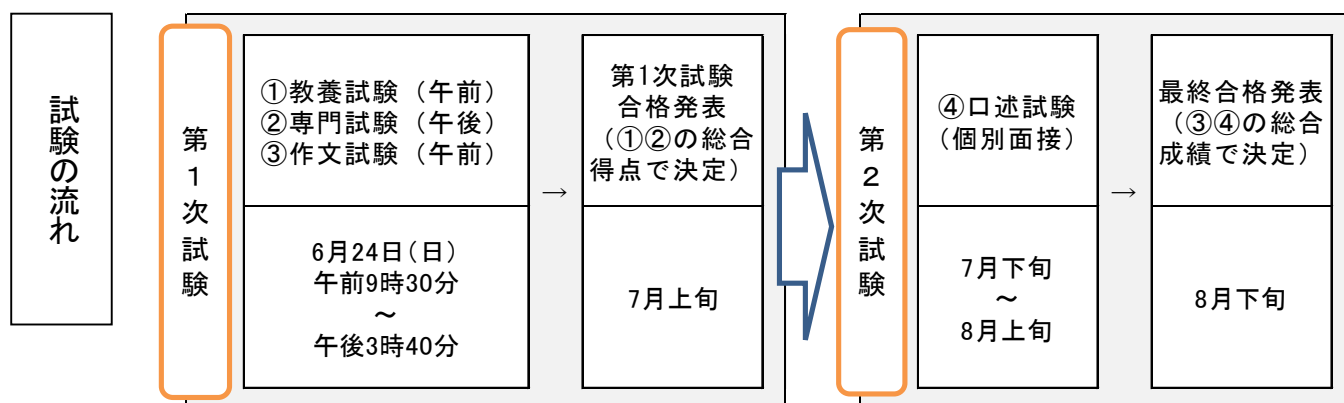 試験の流れ
第1次試験
①教養試験（午前）
②専門試験（午後）
③作文試験（午前）
6月24日（日）
午前9時30分
～
午後3時40分
→
第1次試験
合格発表
（①②の総合
得点で決定）
7月上旬
第2次試験
④口述試験
（個別面接）
7月下旬
～
8月上旬
→
最終合格発表
（③④の総合
成績で決定）
8月下旬